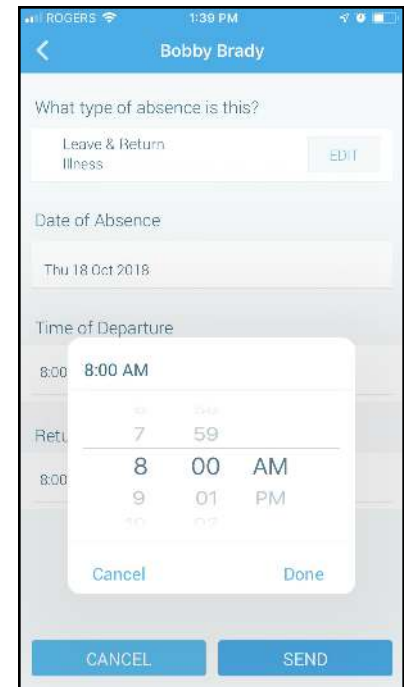 ROGERS 1:39 PM
Bobby Brady
What type of absence is this?
Leave & Return
Illness
EDIT
Date of Absence
Thu 18 Oct 2018
Time of Departure
8:00
8:00 AM
7 59
8 00 AM
9 01 PM
8:00
Cancel Done
CANCEL SEND